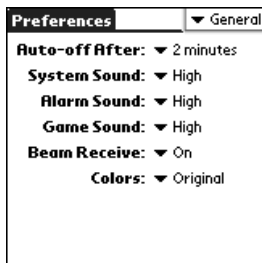 Preferences General
Auto-off After: 2 minutes
System Sound: High
Alarm Sound: High
Game Sound: High
Beam Receive: On
Colors: Original